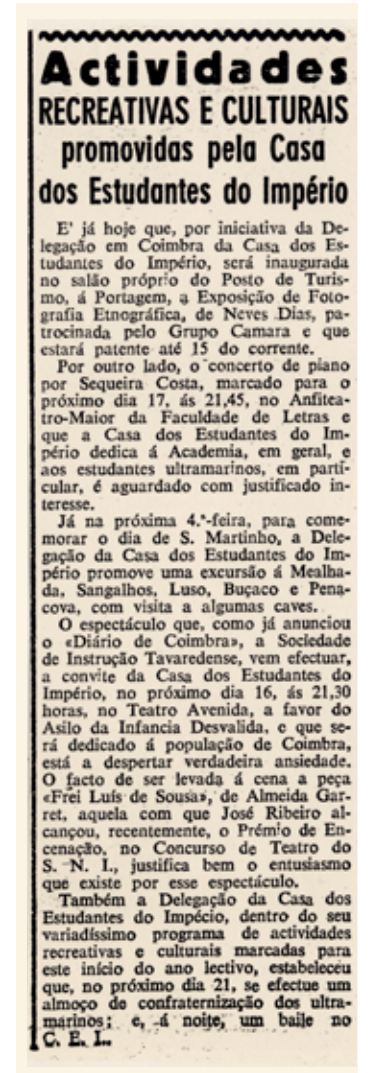 Actividades
RECREATIVAS E CULTURAIS
promovidas pela Casa
dos Estudantes do Império
E' já hoje que, por iniciativa da De-
legação em Coimbra da Casa dos Es-
tudantes do Império, será inaugurada
no salão próprio do Posto de Turis-
mo, á Portagem, a Exposição de Foto-
grafia Etnográfica, de Neves Dias, pa-
trocinada pelo Grupo Camara e que
estará patente até 15 do corrente.
Por outro lado, o concerto de piano
por Sequeira Costa, marcado para o
próximo dia 17, ás 21,45, no Anfitea-
tro-Maior da Faculdade de Letras e
que a Casa dos Estudantes do Im-
pério dedica á Academia, em geral, e
aos estudantes ultramarinos, em parti-
cular, é aguardado com justificado in-
teresse.
Já na próxima 4.ª-feira, para come-
morar o dia de S. Martinho, a Dele-
gação da Casa dos Estudantes do Im-
pério promove uma excursão á Mealha-
da, Sangalhos, Luso, Buçaco e Pena-
cova, com visita a algumas caves.
O espectáculo que, como já anunciou
o «Diário de Coimbra», a Sociedade
de Instrução Tavaredense, vem efectuar,
a convite da Casa dos Estudantes do
Império, no próximo dia 16, ás 21,30
horas, no Teatro Avenida, a favor do
Asilo da Infancia Desvalida, e que se-
rá dedicado á população de Coimbra,
está a despertar verdadeira ansiedade.
O facto de ser levada á cena a peça
«Frei Luís de Sousa», de Almeida Gar-
ret, aquela com que José Ribeiro al-
cançou, recentemente, o Prémio de En-
cenação, no Concurso de Teatro do
S. N. I., justifica bem o entusiasmo
que existe por esse espectáculo.
Também a Delegação da Casa dos
Estudantes do Impécio, dentro do seu
variadíssimo programa de actividades
recreativas e culturais marcadas para
este início do ano lectivo, estabeleceu
que, no próximo dia 21, se efectue um
almoço de confraternização dos ultra-
marinos; e, á noite, um baile no
C. E. I..